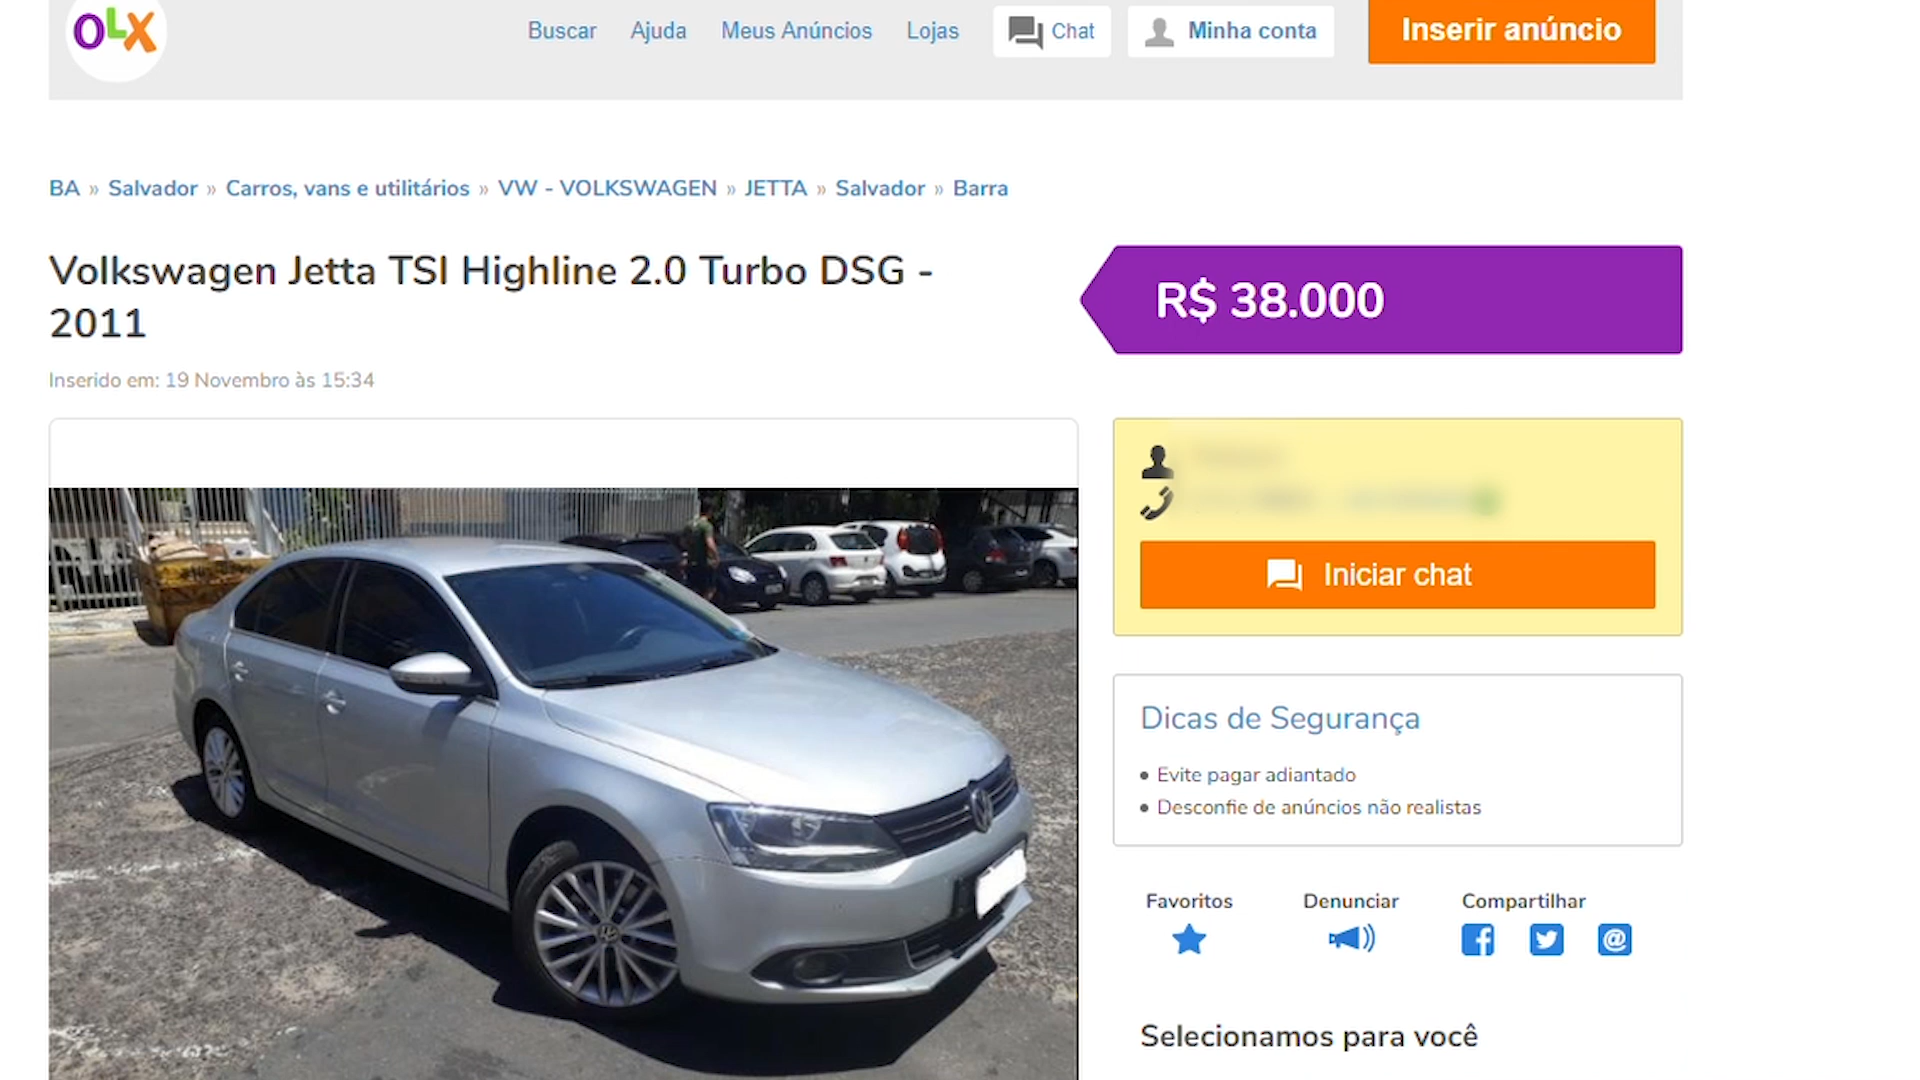 OLX
Buscar
Ajuda
Meus Anúncios
Lojas
Chat
Minha conta
Inserir anúncio
BA » Salvador » Carros, vans e utilitários » VW - VOLKSWAGEN » JETTA » Salvador » Barra
Volkswagen Jetta TSI Highline 2.0 Turbo DSG -
2011
R$ 38.000
Inserido em: 19 Novembro às 15:34
Iniciar chat
Dicas de Segurança
• Evite pagar adiantado
• Desconfie de anúncios não realistas
Favoritos
Denunciar
Compartilhar
Selecionamos para você